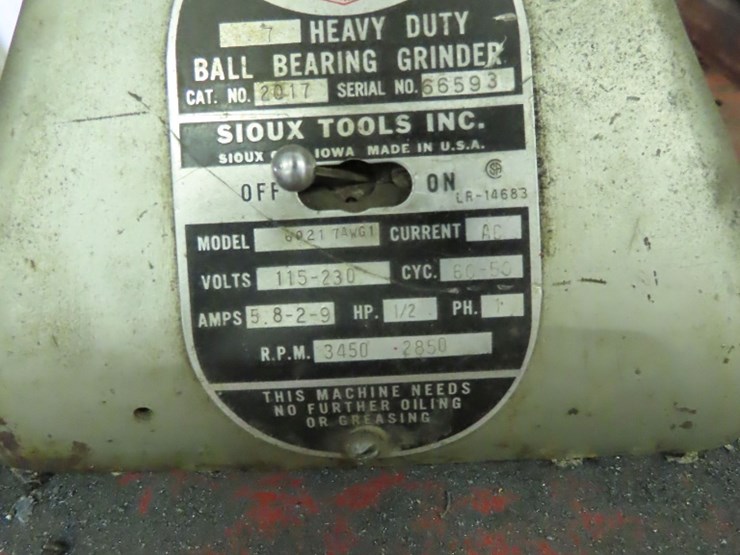 7 HEAVY DUTY
BALL BEARING GRINDER
CAT. NO. 2017 SERIAL NO. 66593
SIOUX TOOLS INC.
SIOUX IOWA MADE IN U.S.A.
OFF ON
LR-14683
MODEL CURRENT AC
VOLTS 115-230 CYC. 60-50
AMPS 5.8-2-9 HP. 1/2 PH. 1
R.P.M. 3450 - 2850
THIS MACHINE NEEDS
NO FURTHER OILING
OR GREASING